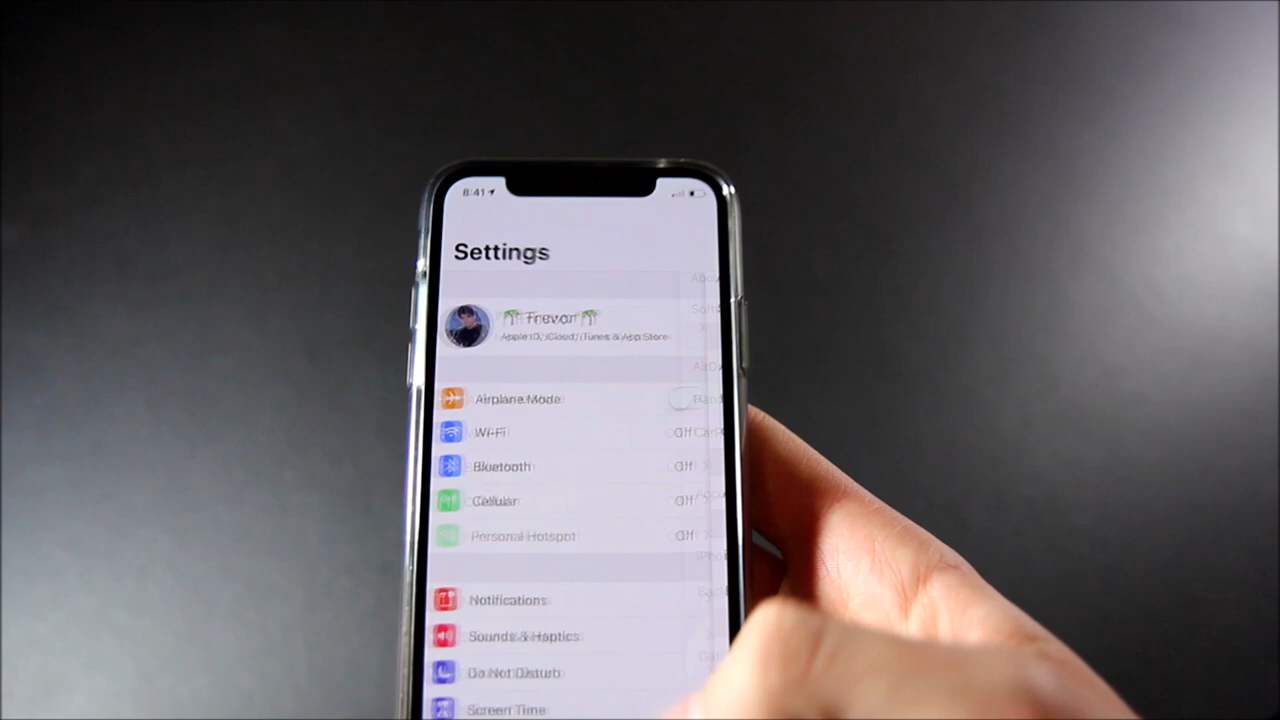 8:41
Settings
Trevor
Apple ID, iCloud, iTunes & App Store
Airplane Mode
Wi-Fi Off
Bluetooth Off
Cellular Off
Personal Hotspot Off
Notifications
Sounds & Haptics
Do Not Disturb
Screen Time